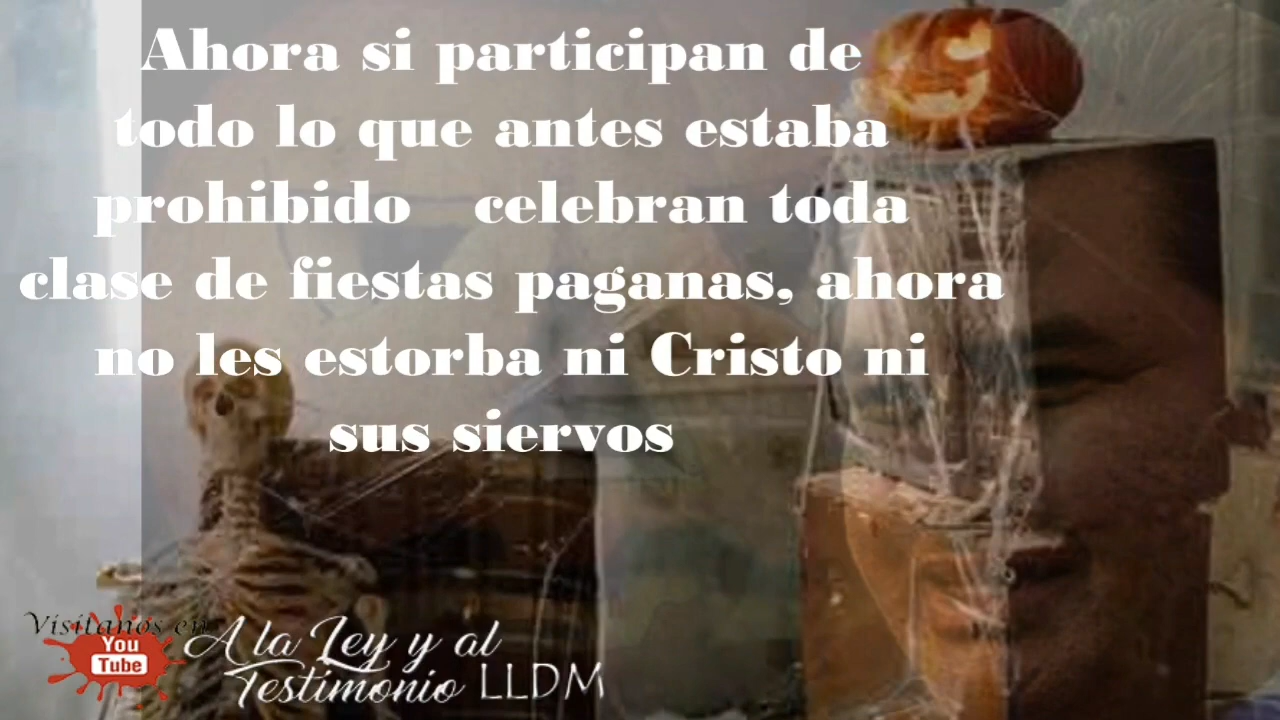 Ahora si participan de
todo lo que antes estaba
prohibido celebran toda
clase de fiestas paganas, ahora
no les estorba ni Cristo ni
sus siervos
Visitanos en
You
Tube
A la Ley y al
Testimonio LLDM